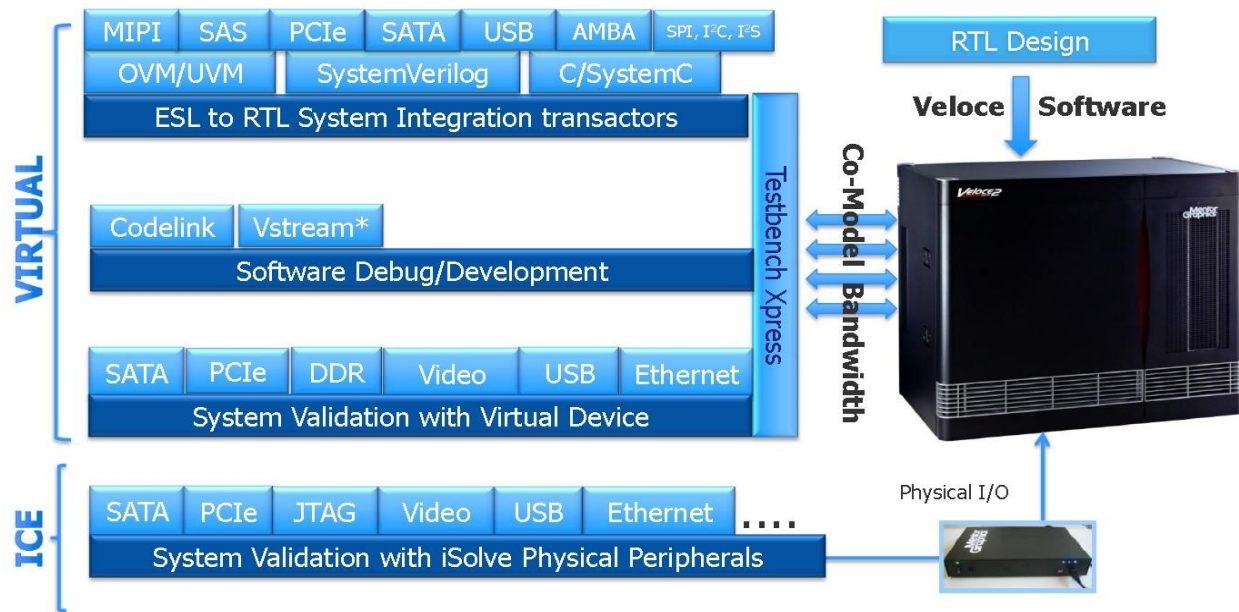 MIPI SAS PCIe SATA USB AMBA SPI, I²C, I²S
OVM/UVM SystemVerilog C/SystemC
ESL to RTL System Integration transactors
RTL Design
Veloce Software
VIRTUAL
Codelink Vstream*
Software Debug/Development
Testbench Xpress
Co-Model Bandwidth
Veloce2
Mentor Graphics
SATA PCIe DDR Video USB Ethernet
System Validation with Virtual Device
ICE
SATA PCIe JTAG Video USB Ethernet ....
System Validation with iSolve Physical Peripherals
Physical I/O
Mentor Graphics